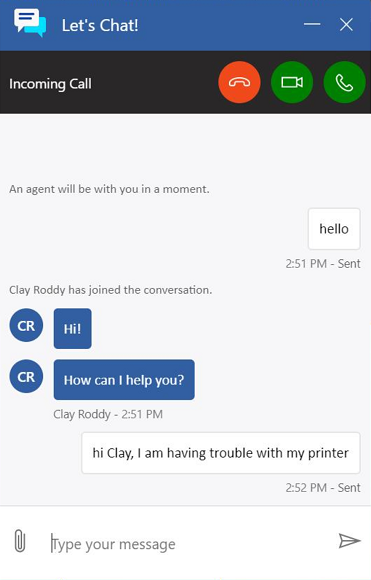 Let's Chat!
Incoming Call
An agent will be with you in a moment.
hello
2:51 PM - Sent
Clay Roddy has joined the conversation.
CR
Hi!
CR
How can I help you?
Clay Roddy - 2:51 PM
hi Clay, I am having trouble with my printer
2:52 PM - Sent
Type your message